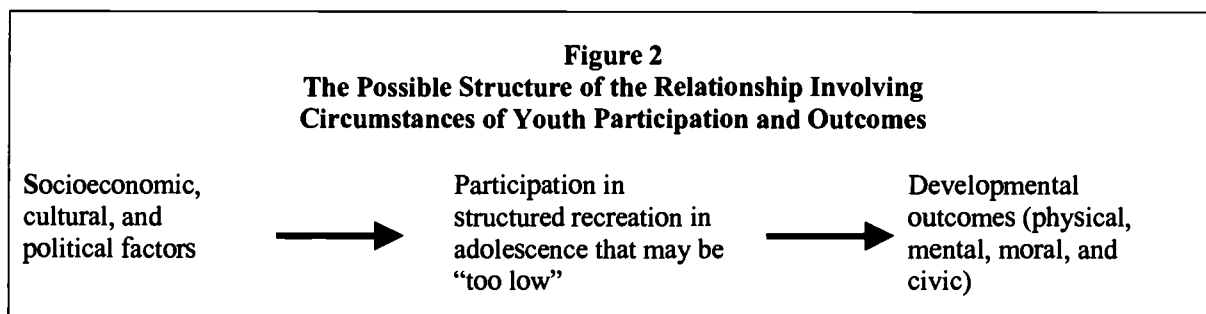 Figure 2
The Possible Structure of the Relationship Involving
Circumstances of Youth Participation and Outcomes
Socioeconomic,
cultural, and
political factors
Participation in
structured recreation in
adolescence that may be
“too low”
Developmental
outcomes (physical,
mental, moral, and
civic)